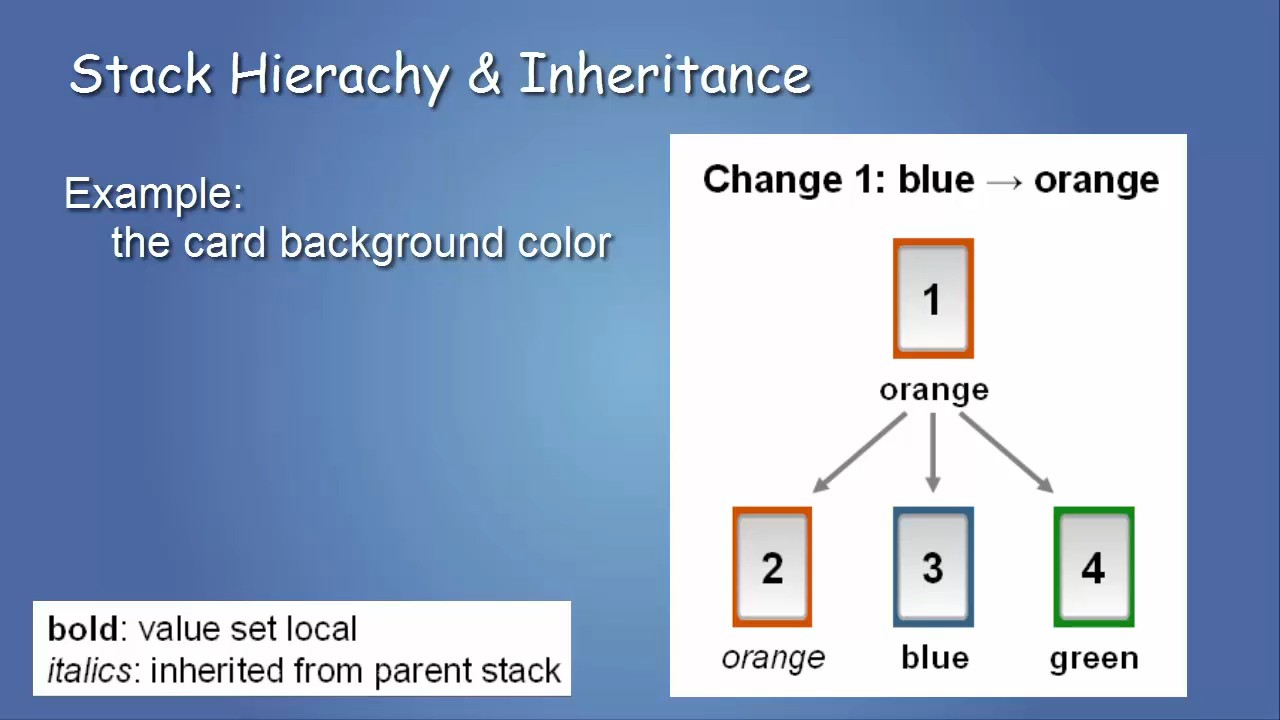 Stack Hierachy & Inheritance
Example:
the card background color
Change 1: blue → orange
1
orange
2
3
4
orange
blue
green
bold: value set local
italics: inherited from parent stack